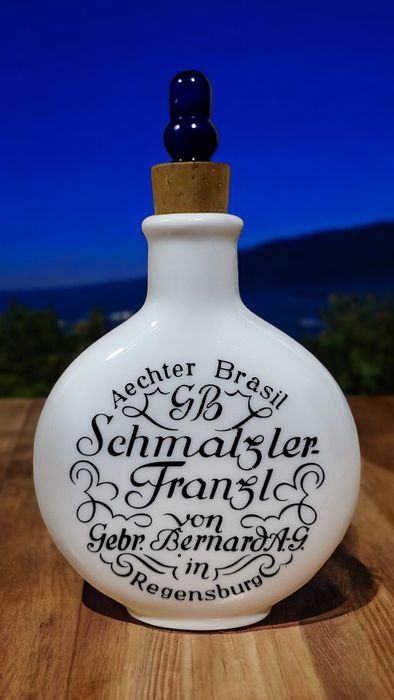 Aechter Brasil
GB
Schmalzler-
Franzl
von
Gebr. Bernard A.-G.
in
Regensburg